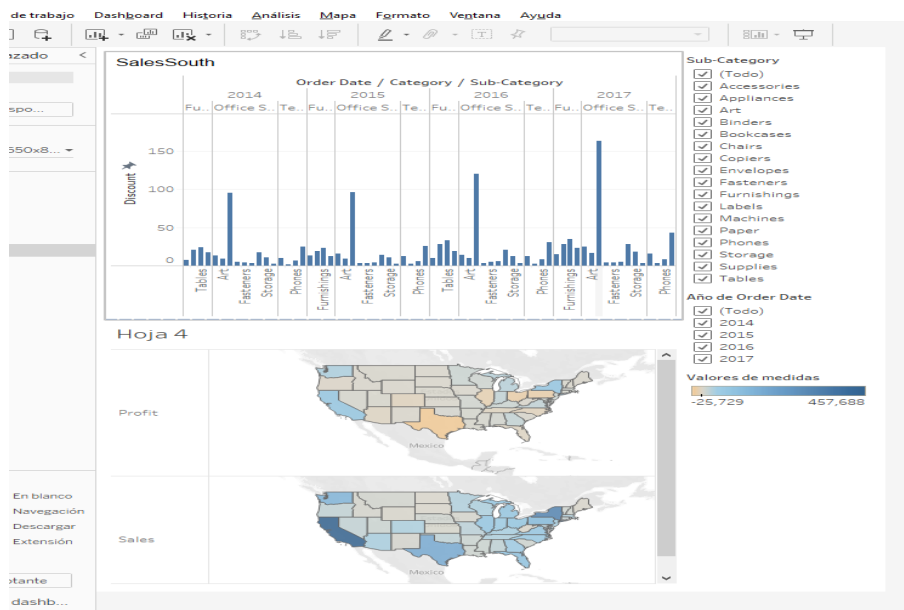 de trabajo Dashboard Historia Análisis Mapa Formato Ventana Ayuda
azado <
spo...
550x8...
En blanco
Navegación
Descargar
Extensión
otante
dashb...
SalesSouth
Order Date / Category / Sub-Category
2014 2015 2016 2017
Fu.. Office S.. Te.. Fu.. Office S.. Te.. Fu.. Office S.. Te.. Fu.. Office S.. Te..
Discount
150
100
50
0
Tables Art Fasteners Storage Phones Furnishings Art Fasteners Storage Phones Tables Art Fasteners Storage Phones Furnishings Art Fasteners Storage Phones
Hoja 4
Profit
Mexico
Sales
Mexico
Sub-Category
(Todo)
Accessories
Appliances
Art
Binders
Bookcases
Chairs
Copiers
Envelopes
Fasteners
Furnishings
Labels
Machines
Paper
Phones
Storage
Supplies
Tables
Año de Order Date
(Todo)
2014
2015
2016
2017
Valores de medidas
-25,729 457,688